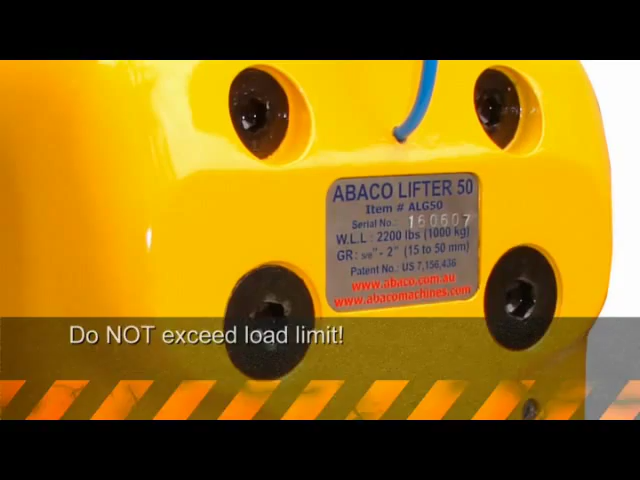 ABACO LIFTER 50
Item # ALG50
Serial No.: 160607
W.L.L : 2200 lbs (1000 kg)
GR: 5/8" - 2" (15 to 50 mm)
Patent No.: US 7,156,436
www.abaco.com.au
www.abacomachines.com
Do NOT exceed load limit!